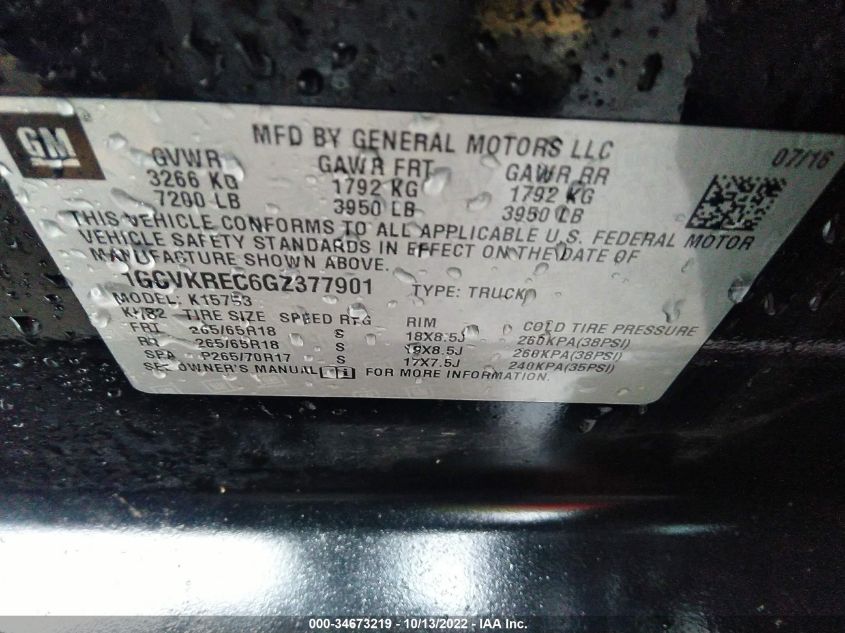 GM
MFD BY GENERAL MOTORS LLC
07/16
GVWR GAWR FRT GAWR RR
3266 KG 1792 KG 1792 KG
7200 LB 3950 LB 3950 LB
THIS VEHICLE CONFORMS TO ALL APPLICABLE U.S. FEDERAL MOTOR
VEHICLE SAFETY STANDARDS IN EFFECT ON THE DATE OF
MANUFACTURE SHOWN ABOVE.
1GCVKREC6GZ377901 TYPE: TRUCK
MODEL: K15753
TIRE SIZE SPEED RTG RIM COLD TIRE PRESSURE
FRT 265/65R18 S 18X8.5J 260KPA(38PSI)
RR 265/65R18 S 18X8.5J 260KPA(38PSI)
SPA P265/70R17 S 17X7.5J 240KPA(35PSI)
SEE OWNER'S MANUAL FOR MORE INFORMATION.
000-34673219 - 10/13/2022 - IAA Inc.